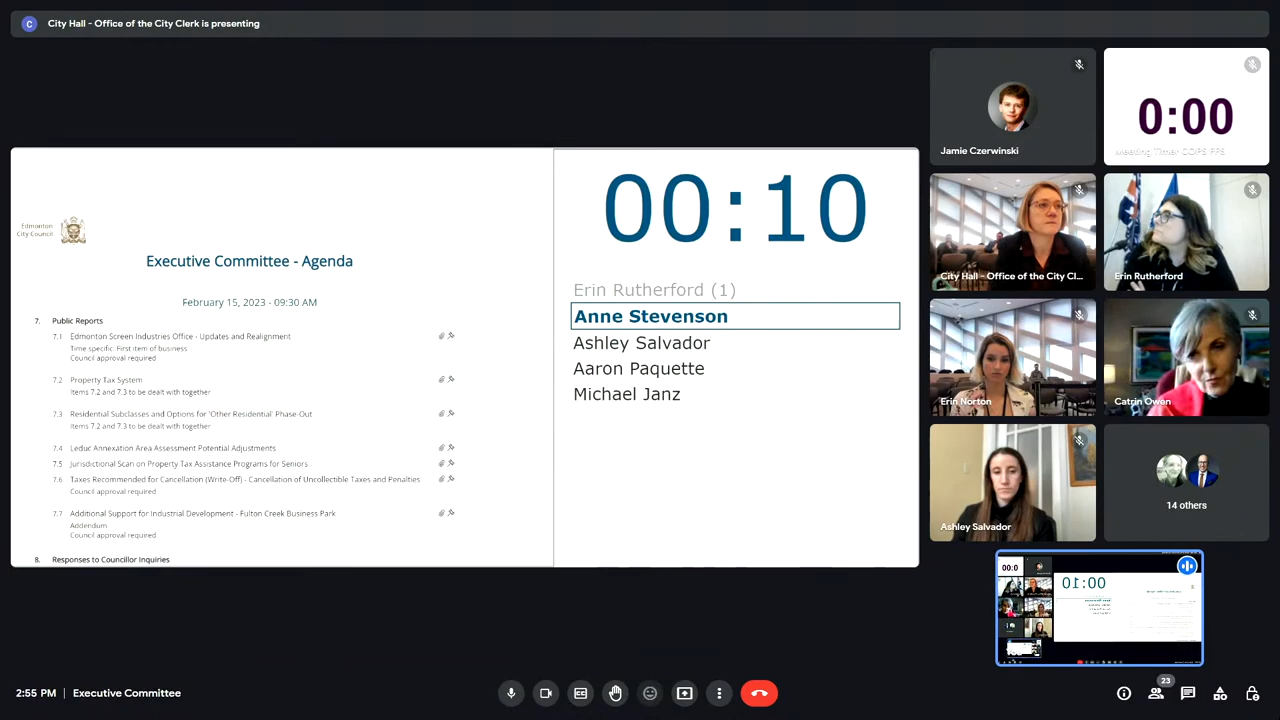 C City Hall - Office of the City Clerk is presenting
Edmonton
City Council
Executive Committee - Agenda
February 15, 2023 - 09:30 AM
7. Public Reports
7.1 Edmonton Screen Industries Office - Updates and Realignment
Time specific: First item of business
Council approval required
7.2 Property Tax System
Items 7.2 and 7.3 to be dealt with together
7.3 Residential Subclasses and Options for 'Other Residential' Phase-Out
Items 7.2 and 7.3 to be dealt with together
7.4 Leduc Annexation Area Assessment Potential Adjustments
7.5 Jurisdictional Scan on Property Tax Assistance Programs for Seniors
7.6 Taxes Recommended for Cancellation (Write-Off) - Cancellation of Uncollectible Taxes and Penalties
Council approval required
7.7 Additional Support for Industrial Development - Fulton Creek Business Park
Addendum
Council approval required
8. Responses to Councillor Inquiries
00:10
Erin Rutherford (1)
Anne Stevenson
Ashley Salvador
Aaron Paquette
Michael Janz
Jamie Czerwinski
0:00
Meeting Timer COPS FFS
City Hall - Office of the City Cl...
Erin Rutherford
Erin Norton
Catrin Owen
Ashley Salvador
14 others
00:0
00:10
2:55 PM | Executive Committee
23